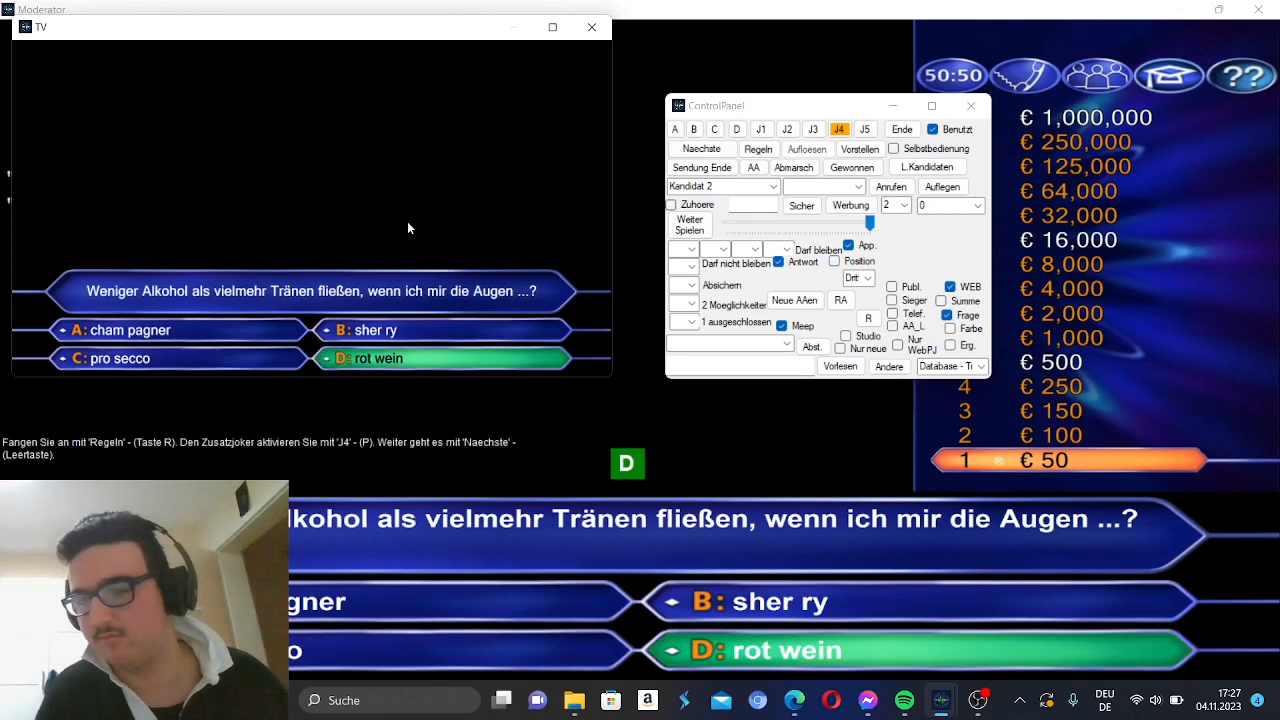 Moderator
TV
Weniger Alkohol als vielmehr Tränen fließen, wenn ich mir die Augen ...?
A: cham pagner
B: sher ry
C: pro secco
D: rot wein
Fangen Sie an mit 'Regeln' - (Taste R). Den Zusatzjoker aktivieren Sie mit 'J4' - (P). Weiter geht es mit 'Naechste' -
(Leertaste).
D
ControlPanel
A B C D J1 J2 J3 J4 J5 Ende Benutzt
Naechste Regeln Aufloesen Vorstellen Selbstbedienung
Sendung Ende AA Abmarsch Gewonnen L.Kandidaten
Kandidat 2 Anrufen Auflegen
Zuhoere Sicher Werbung 2 0
Weiter
Spielen
Darf bleiben App.
Darf nicht bleiben Antwort Position
Absichern Dritt
Publ. WEB
2 Moeglichkeiten Neue AAen RA Sieger Summe
R Telef. Frage
1 ausgeschlossen Meep AA_L Farbe
Studio
Abst. Nur neue Nur
WebPJ Erg.
Vorlesen Andere Database - Tr
50:50 ??
€ 1,000,000
€ 250,000
€ 125,000
€ 64,000
€ 32,000
€ 16,000
€ 8,000
€ 4,000
€ 2,000
€ 1,000
€ 500
4 € 250
3 € 150
2 € 100
1 € 50
lkohol als vielmehr Tränen fließen, wenn ich mir die Augen ...?
gner
B: sher ry
o
D: rot wein
Suche
DEU
DE
17:27
04.11.2023
4